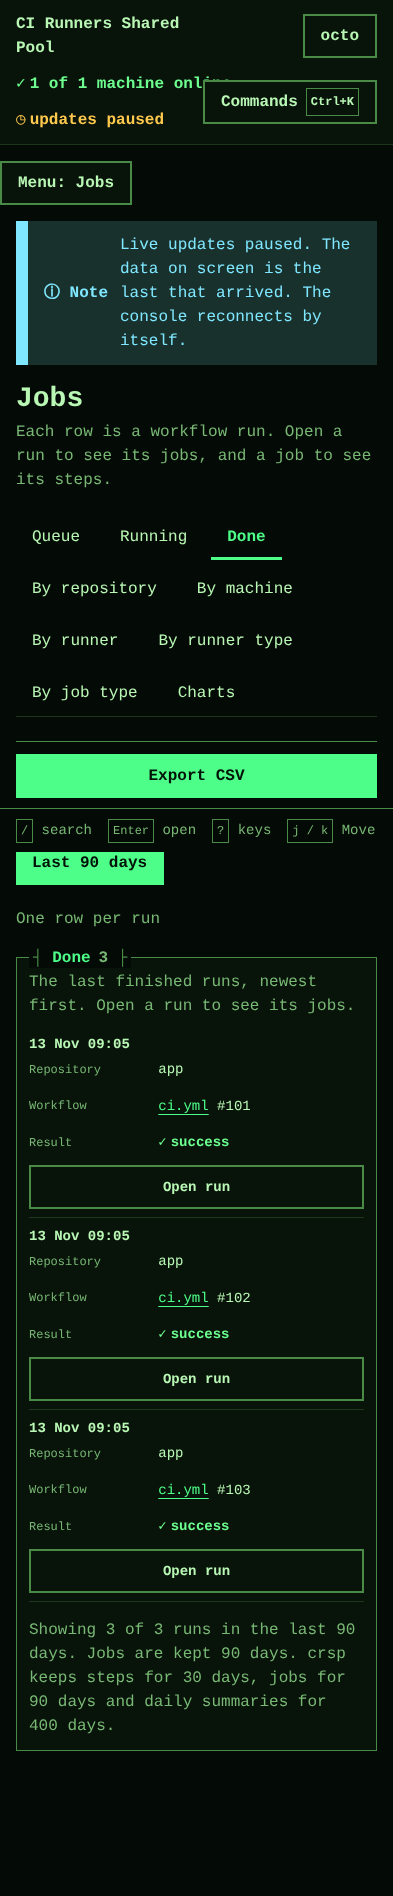 CI Runners Shared
Pool
octo
✓ 1 of 1 machine
◷ updates paused
Commands Ctrl+K
Menu: Jobs
ⓘ Note
Live updates paused. The
data on screen is the
last that arrived. The
console reconnects by
itself.
Jobs
Each row is a workflow run. Open a
run to see its jobs, and a job to see
its steps.
Queue Running Done
By repository By machine
By runner By runner type
By job type Charts
Export CSV
/ search Enter open ? keys j / k Move
Last 90 days
One row per run
Done 3
The last finished runs, newest
first. Open a run to see its jobs.
13 Nov 09:05
Repository app
Workflow ci.yml #101
Result ✓ success
Open run
13 Nov 09:05
Repository app
Workflow ci.yml #102
Result ✓ success
Open run
13 Nov 09:05
Repository app
Workflow ci.yml #103
Result ✓ success
Open run
Showing 3 of 3 runs in the last 90
days. Jobs are kept 90 days. crsp
keeps steps for 30 days, jobs for
90 days and daily summaries for
400 days.